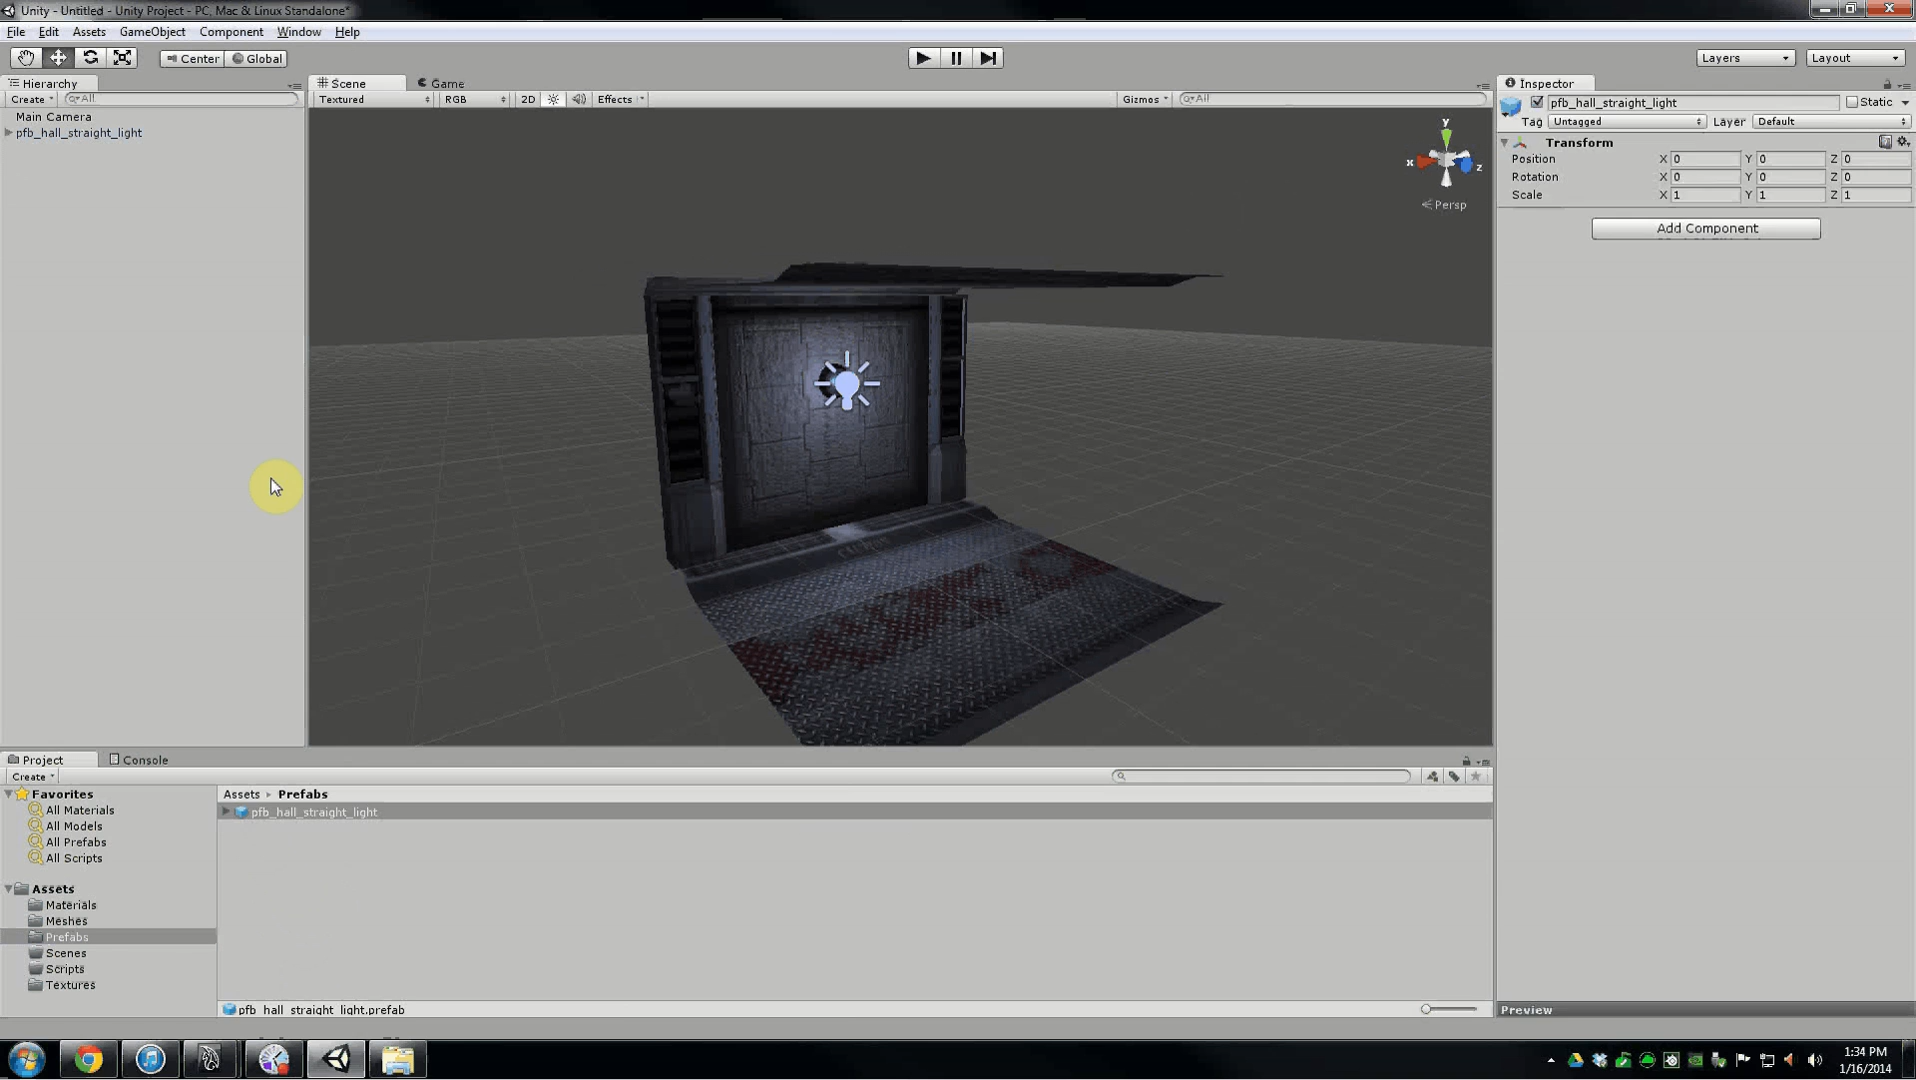 Unity - Untitled - Unity Project - PC, Mac & Linux Standalone*
File Edit Assets GameObject Component Window Help
Center Global Layers Layout
Hierarchy
Create All
Main Camera
pfb_hall_straight_light
Scene Game
Textured RGB 2D Effects Gizmos All
y
x
z
Persp
Inspector
pfb_hall_straight_light Static
Tag Untagged Layer Default
Transform
Position X 0 Y 0 Z 0
Rotation X 0 Y 0 Z 0
Scale X 1 Y 1 Z 1
Add Component
Project Console
Create
Favorites
All Materials
All Models
All Prefabs
All Scripts
Assets
Materials
Meshes
Prefabs
Scenes
Scripts
Textures
Assets Prefabs
pfb_hall_straight_light
pfb_hall_straight_light.prefab
Preview
1:34 PM
1/16/2014